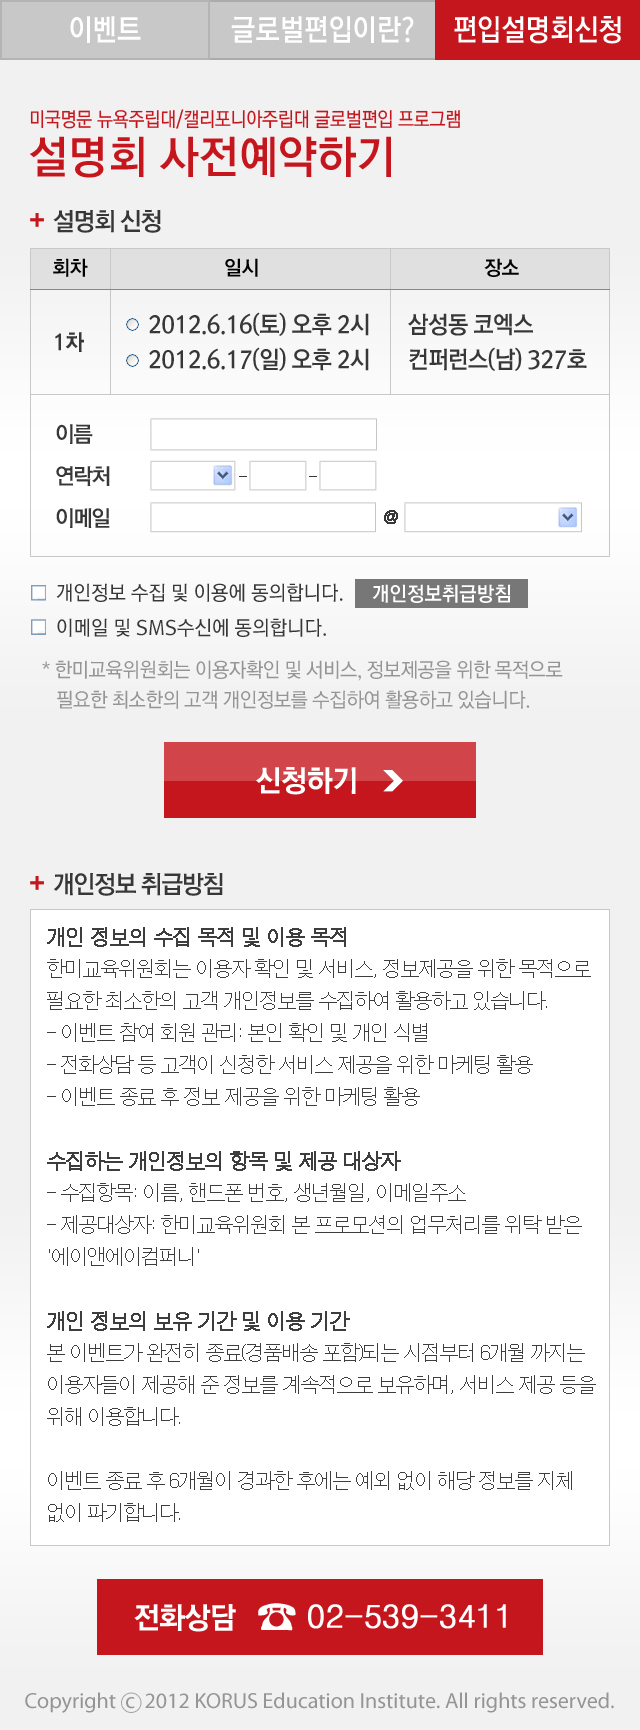 이벤트 글로벌편입이란? 편입설명회신청
미국명문 뉴욕주립대/캘리포니아주립대 글로벌편입 프로그램
설명회 사전예약하기
+ 설명회 신청
회차 일시 장소
1차
2012.6.16(토) 오후 2시
2012.6.17(일) 오후 2시
삼성동 코엑스
컨퍼런스(남) 327호
이름
연락처 – –
이메일 @
개인정보 수집 및 이용에 동의합니다. 개인정보취급방침
이메일 및 SMS수신에 동의합니다.
* 한미교육위원회는 이용자확인 및 서비스, 정보제공을 위한 목적으로
필요한 최소한의 고객 개인정보를 수집하여 활용하고 있습니다.
신청하기
+ 개인정보 취급방침
개인 정보의 수집 목적 및 이용 목적
한미교육위원회는 이용자 확인 및 서비스, 정보제공을 위한 목적으로
필요한 최소한의 고객 개인정보를 수집하여 활용하고 있습니다.
- 이벤트 참여 회원 관리: 본인 확인 및 개인 식별
- 전화상담 등 고객이 신청한 서비스 제공을 위한 마케팅 활용
- 이벤트 종료 후 정보 제공을 위한 마케팅 활용
수집하는 개인정보의 항목 및 제공 대상자
- 수집항목: 이름, 핸드폰 번호, 생년월일, 이메일주소
- 제공대상자: 한미교육위원회 본 프로모션의 업무처리를 위탁 받은
'에이앤에이컴퍼니'
개인 정보의 보유 기간 및 이용 기간
본 이벤트가 완전히 종료(경품배송 포함)되는 시점부터 6개월 까지는
이용자들이 제공해 준 정보를 계속적으로 보유하며, 서비스 제공 등을
위해 이용합니다.
이벤트 종료 후 6개월이 경과한 후에는 예외 없이 해당 정보를 지체
없이 파기합니다.
전화상담 ☎ 02-539-3411
Copyright ⓒ 2012 KORUS Education Institute. All rights reserved.